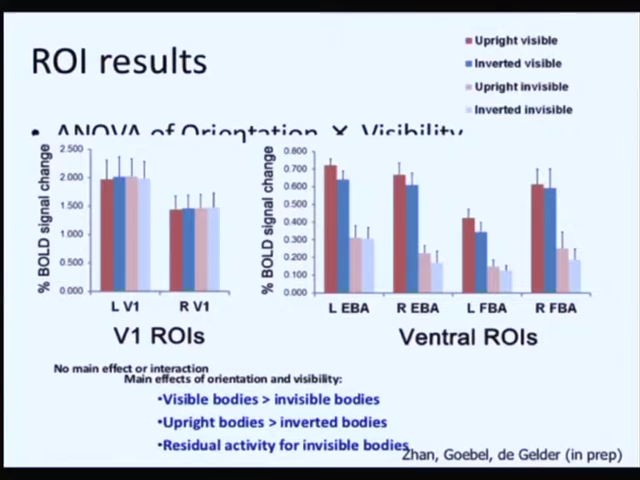 ROI results
Upright visible
Inverted visible
Upright invisible
Inverted invisible
• ANOVA of Orientation × Visibility
% BOLD signal change
2.500
2.000
1.500
1.000
0.500
0.000
L V1 R V1
V1 ROIs
% BOLD signal change
0.800
0.700
0.600
0.500
0.400
0.300
0.200
0.100
0.000
L EBA R EBA L FBA R FBA
Ventral ROIs
No main effect or interaction
Main effects of orientation and visibility:
•Visible bodies > invisible bodies
•Upright bodies > inverted bodies
•Residual activity for invisible bodies
Zhan, Goebel, de Gelder (in prep)